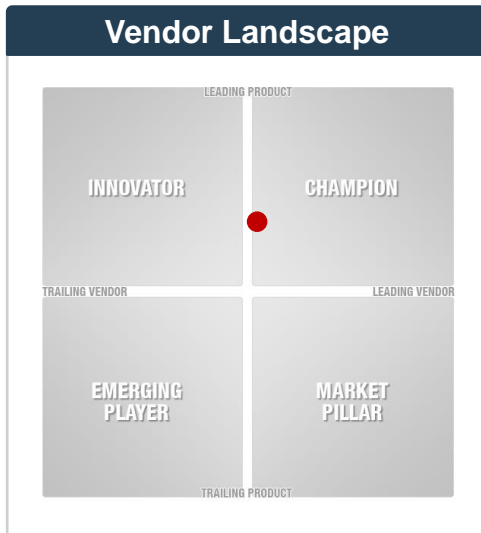 Vendor Landscape
LEADING PRODUCT
INNOVATOR
CHAMPION
TRAILING VENDOR
LEADING VENDOR
EMERGING
PLAYER
MARKET
PILLAR
TRAILING PRODUCT